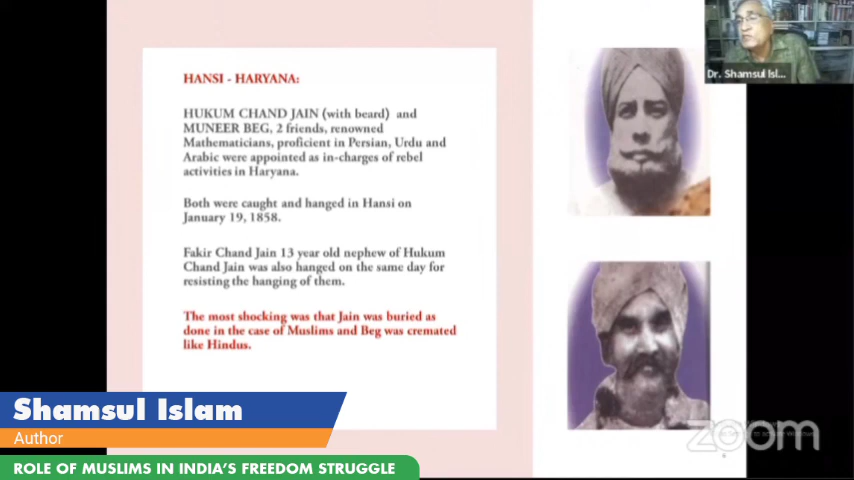 HANSI - HARYANA:
HUKUM CHAND JAIN (with beard) and
MUNEER BEG, 2 friends, renowned
Mathematicians, proficient in Persian, Urdu and
Arabic were appointed as in-charges of rebel
activities in Haryana.
Both were caught and hanged in Hansi on
January 19, 1858.
Fakir Chand Jain 13 year old nephew of Hukum
Chand Jain was also hanged on the same day for
resisting the hanging of them.
The most shocking was that Jain was buried as
done in the case of Muslims and Beg was cremated
like Hindus.
Dr. Shamsul Isl...
zoom
Shamsul Islam
Author
ROLE OF MUSLIMS IN INDIA'S FREEDOM STRUGGLE